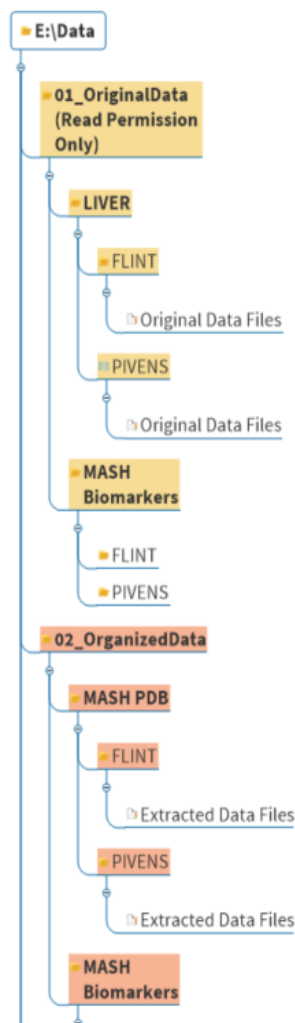 E:\Data
01_OriginalData
(Read Permission
Only)
LIVER
FLINT
Original Data Files
PIVENS
Original Data Files
MASH
Biomarkers
FLINT
PIVENS
02_OrganizedData
MASH PDB
FLINT
Extracted Data Files
PIVENS
Extracted Data Files
MASH
Biomarkers